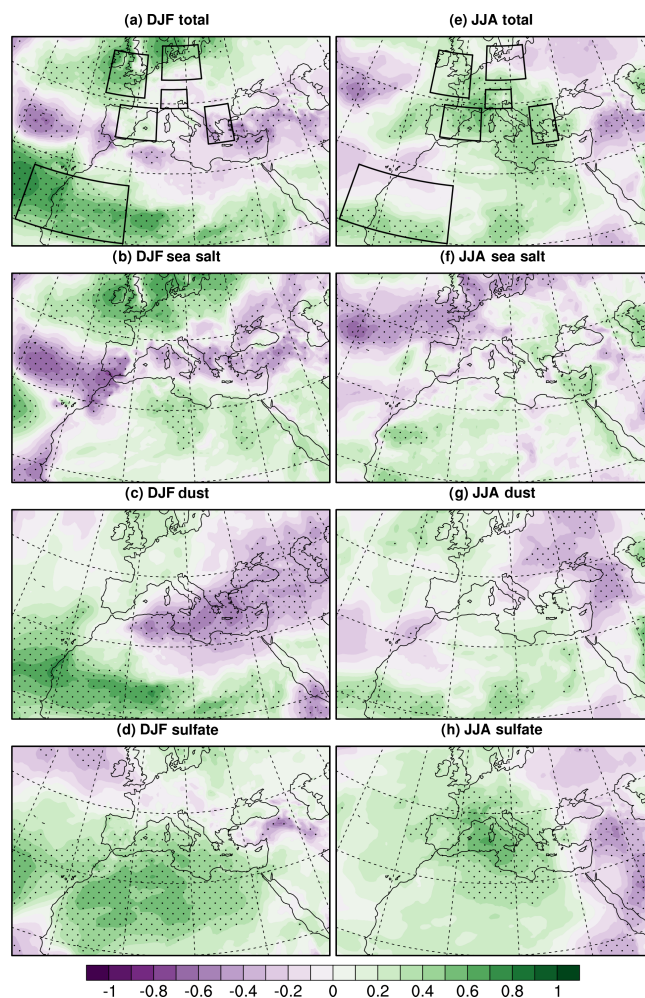 (a) DJF total
(e) JJA total
(b) DJF sea salt
(f) JJA sea salt
(c) DJF dust
(g) JJA dust
(d) DJF sulfate
(h) JJA sulfate
-1 -0.8 -0.6 -0.4 -0.2 0 0.2 0.4 0.6 0.8 1